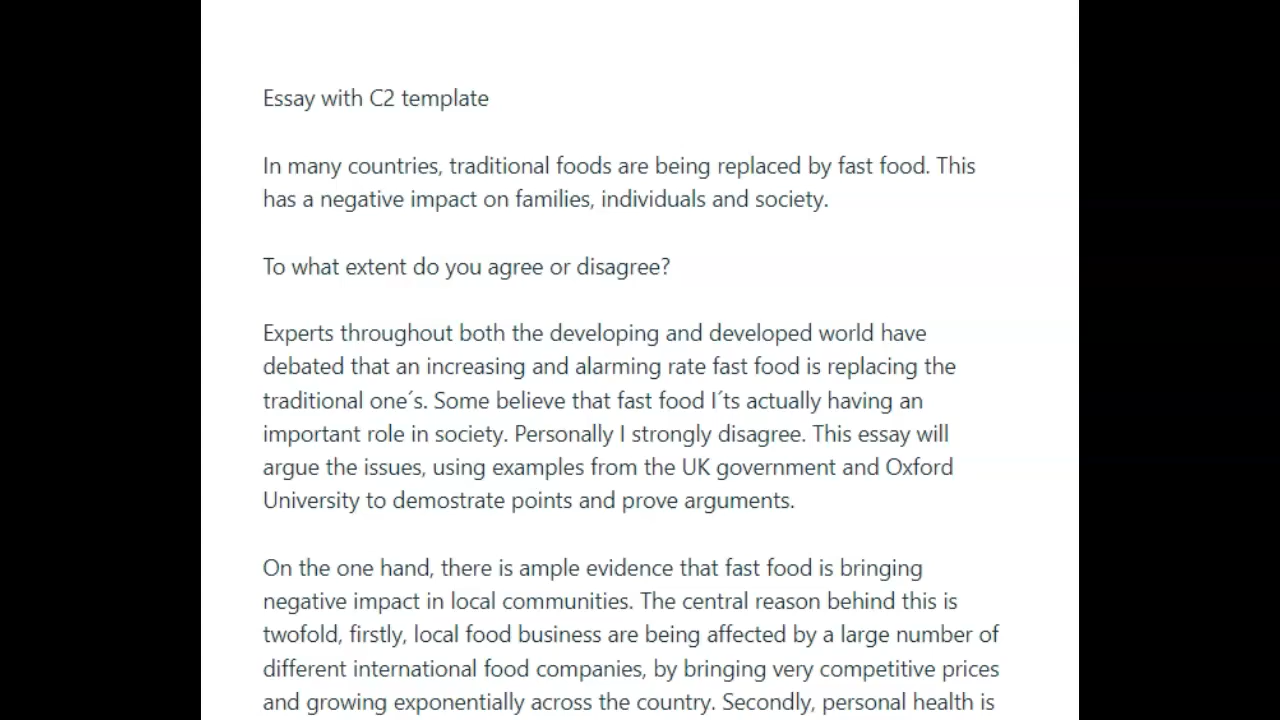 Essay with C2 template
In many countries, traditional foods are being replaced by fast food. This
has a negative impact on families, individuals and society.
To what extent do you agree or disagree?
Experts throughout both the developing and developed world have
debated that an increasing and alarming rate fast food is replacing the
traditional one´s. Some believe that fast food I´ts actually having an
important role in society. Personally I strongly disagree. This essay will
argue the issues, using examples from the UK government and Oxford
University to demostrate points and prove arguments.
On the one hand, there is ample evidence that fast food is bringing
negative impact in local communities. The central reason behind this is
twofold, firstly, local food business are being affected by a large number of
different international food companies, by bringing very competitive prices
and growing exponentially across the country. Secondly, personal health is